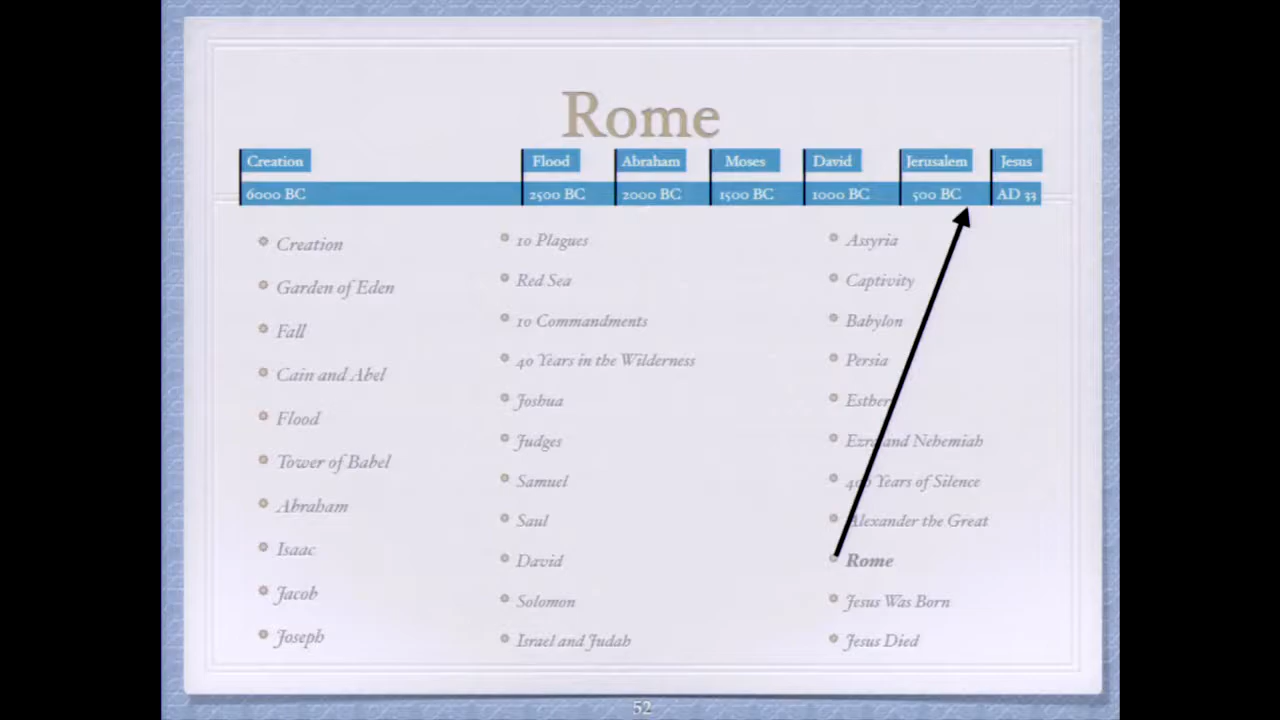 Rome
Creation Flood Abraham Moses David Jerusalem Jesus
6000 BC 2500 BC 2000 BC 1500 BC 1000 BC 500 BC AD 33
Creation
Garden of Eden
Fall
Cain and Abel
Flood
Tower of Babel
Abraham
Isaac
Jacob
Joseph
10 Plagues
Red Sea
10 Commandments
40 Years in the Wilderness
Joshua
Judges
Samuel
Saul
David
Solomon
Israel and Judah
Assyria
Captivity
Babylon
Persia
Esther
Ezra and Nehemiah
400 Years of Silence
Alexander the Great
Rome
Jesus Was Born
Jesus Died
52